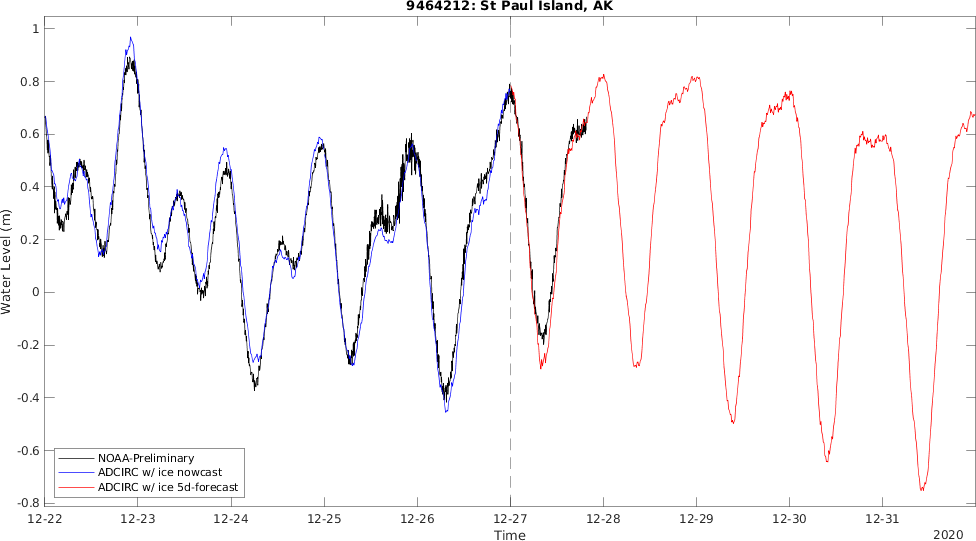 9464212: St Paul Island, AK
1
0.8
0.6
0.4
0.2
0
-0.2
-0.4
-0.6
-0.8
Water Level (m)
NOAA-Preliminary
ADCIRC w/ ice nowcast
ADCIRC w/ ice 5d-forecast
12-22 12-23 12-24 12-25 12-26 12-27 12-28 12-29 12-30 12-31
Time
2020